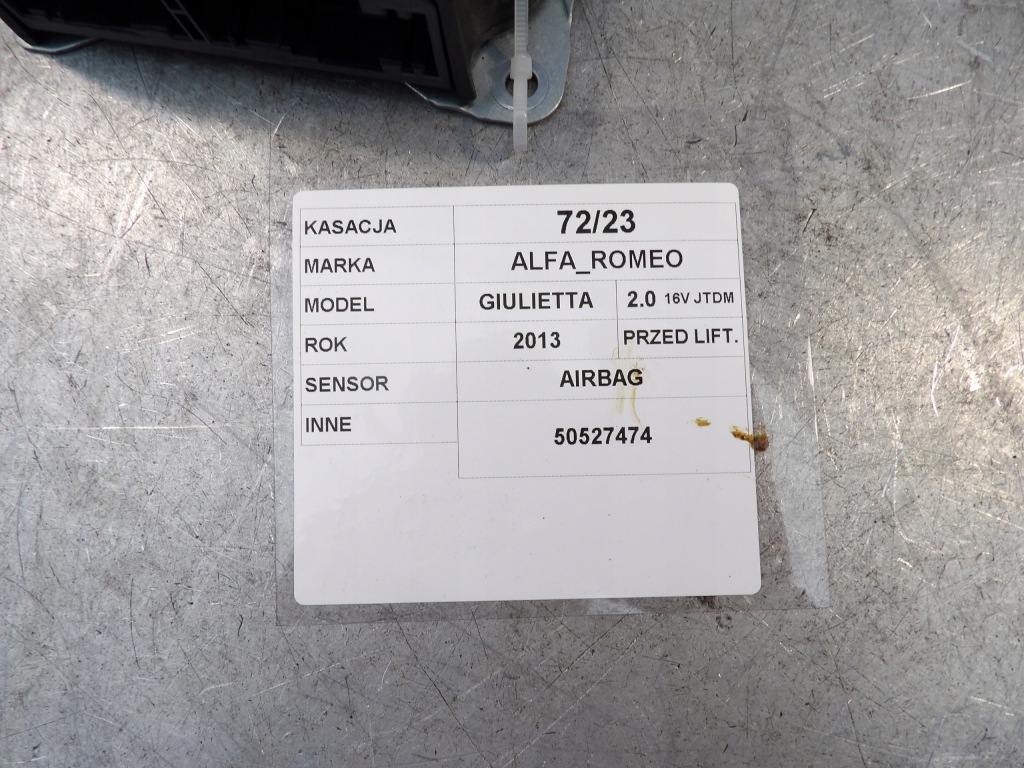 KASACJA 72/23
MARKA ALFA_ROMEO
MODEL GIULIETTA 2.0 16V JTDM
ROK 2013 PRZED LIFT.
SENSOR AIRBAG
INNE 50527474